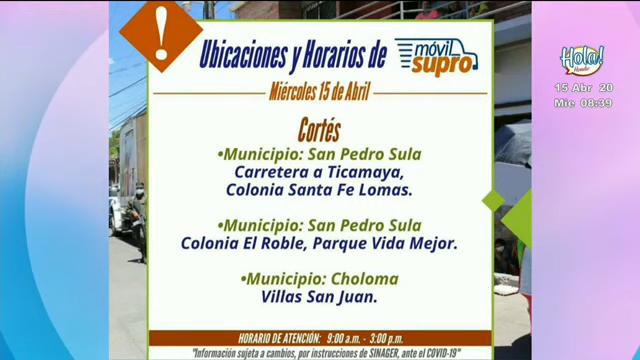 !
Ubicaciones y Horarios de
móvil
supro
Miércoles 15 de Abril
Cortés
•Municipio: San Pedro Sula
Carretera a Ticamaya,
Colonia Santa Fe Lomas.
•Municipio: San Pedro Sula
Colonia El Roble, Parque Vida Mejor.
•Municipio: Choloma
Villas San Juan.
HORARIO DE ATENCIÓN: 9:00 a.m. - 3:00 p.m.
"Información sujeta a cambios, por instrucciones de SINAGER, ante el COVID-19"
Hola!
15 Abr 20
Mie 08:39